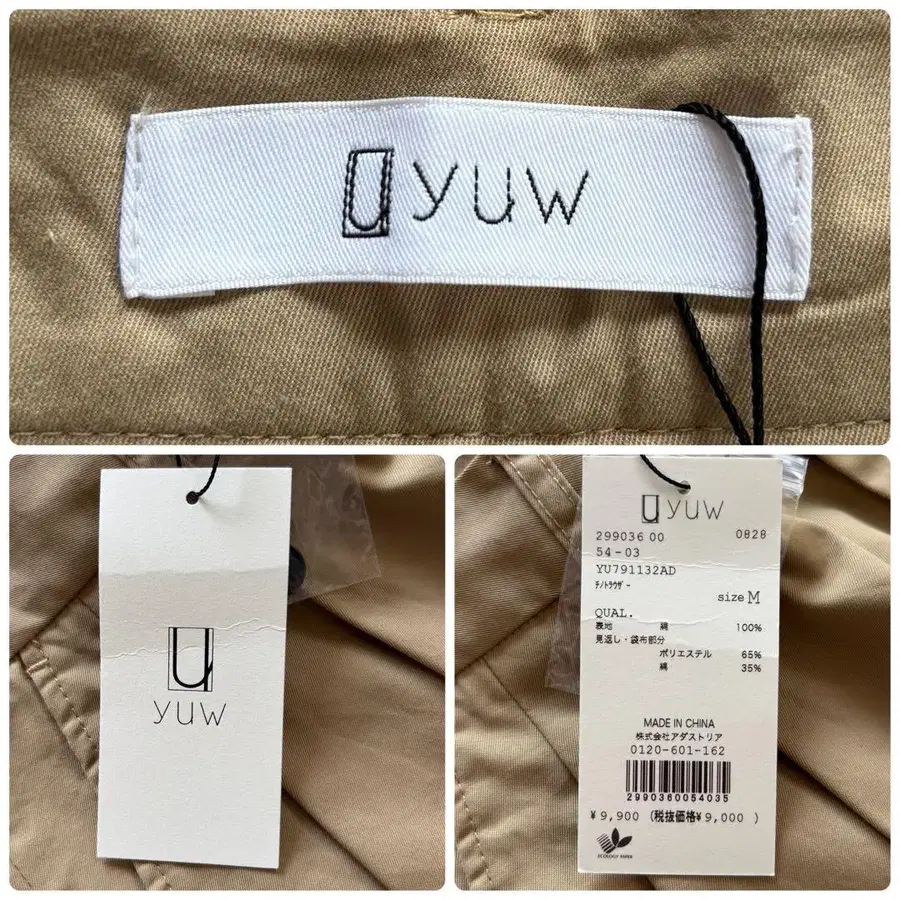 u yuw
u
yuw
u yuw
299036 00 0828
54-03
YU791132AD
ﾁﾉﾄﾗｳｻﾞｰ
size M
QUAL.
表地 綿 100%
見返し・袋布部分
ポリエステル 65%
綿 35%
MADE IN CHINA
株式会社アダストリア
0120-601-162
2990360054035
¥9,900 (税抜価格¥9,000 )
ECOLOGY PAPER